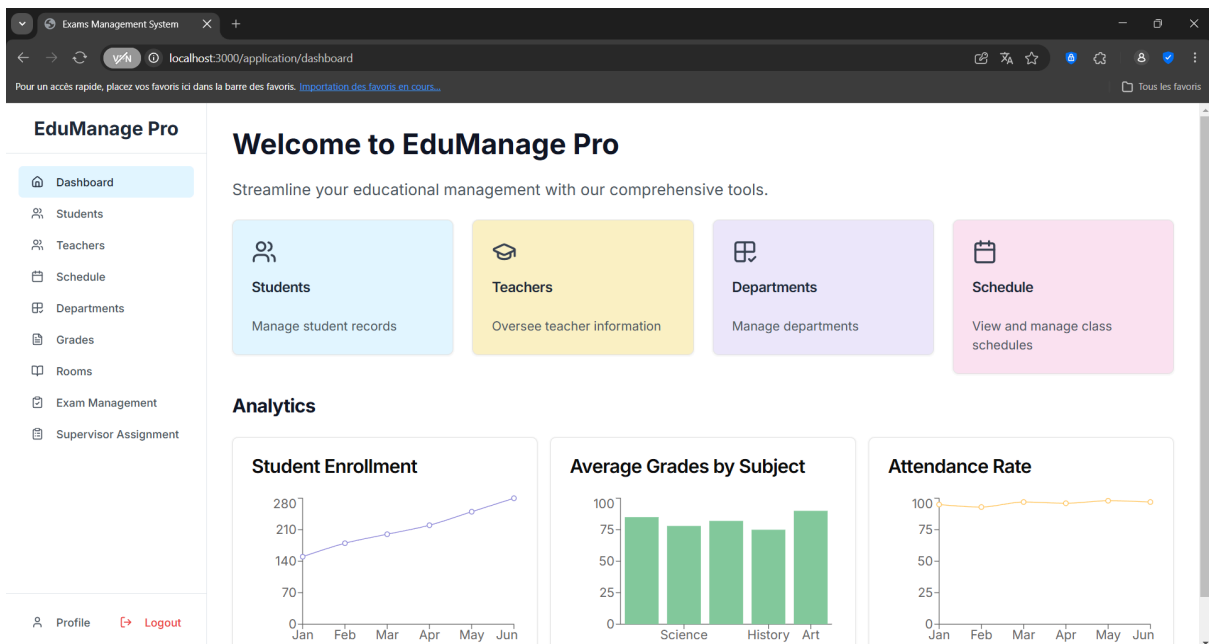 Exams Management System
localhost:3000/application/dashboard
Pour un accès rapide, placez vos favoris ici dans la barre des favoris. Importation des favoris en cours...
Tous les favoris
EduManage Pro
Dashboard
Students
Teachers
Schedule
Departments
Grades
Rooms
Exam Management
Supervisor Assignment
Profile
Logout
Welcome to EduManage Pro
Streamline your educational management with our comprehensive tools.
Students
Manage student records
Teachers
Oversee teacher information
Departments
Manage departments
Schedule
View and manage class
schedules
Analytics
Student Enrollment
280
210
140
70
0
Jan Feb Mar Apr May Jun
Average Grades by Subject
100
75
50
25
0
Science History Art
Attendance Rate
100
75
50
25
0
Jan Feb Mar Apr May Jun